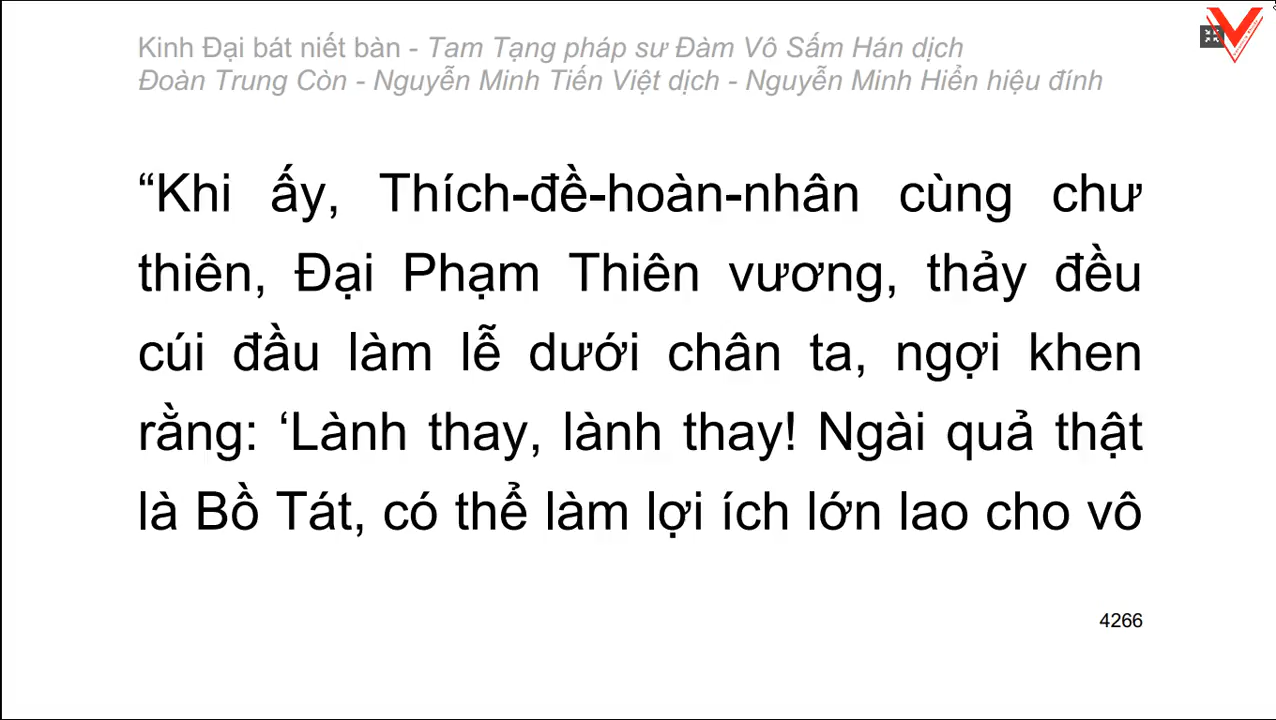 Kinh Đại bát niết bàn - Tam Tạng pháp sư Đàm Vô Sấm Hán dịch
Đoàn Trung Còn - Nguyễn Minh Tiến Việt dịch - Nguyễn Minh Hiển hiệu đính
“Khi ấy, Thích-đề-hoàn-nhân cùng chư
thiên, Đại Phạm Thiên vương, thảy đều
cúi đầu làm lễ dưới chân ta, ngợi khen
rằng: ‘Lành thay, lành thay! Ngài quả thật
là Bồ Tát, có thể làm lợi ích lớn lao cho vô
4266